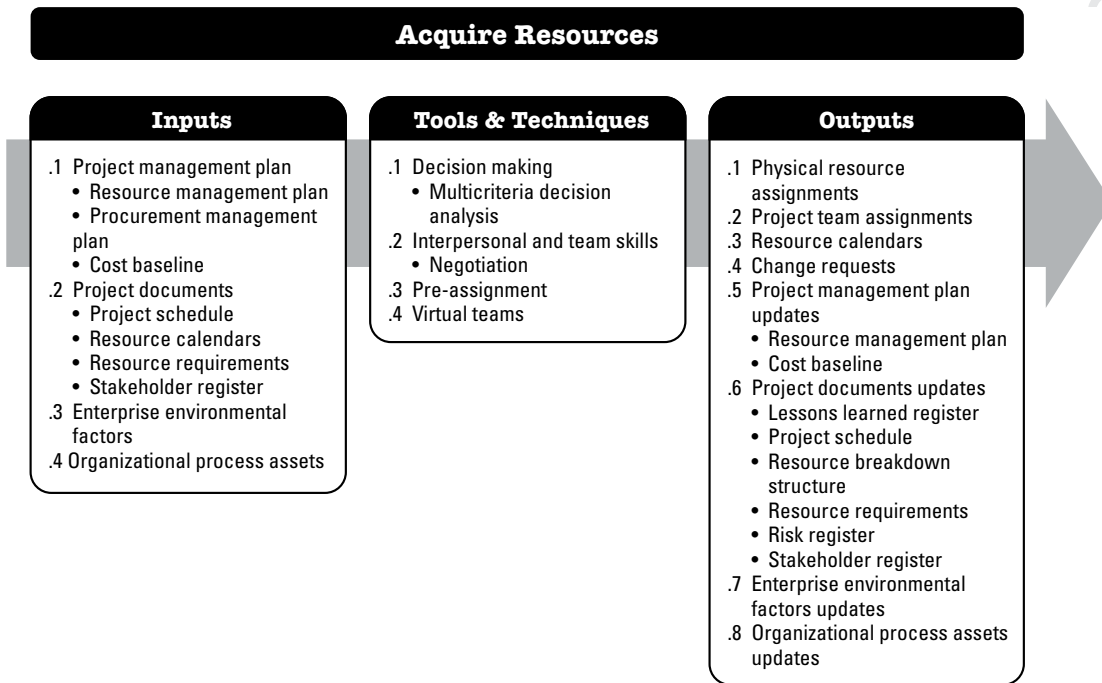 Acquire Resources
Inputs
.1 Project management plan
• Resource management plan
• Procurement management
plan
• Cost baseline
.2 Project documents
• Project schedule
• Resource calendars
• Resource requirements
• Stakeholder register
.3 Enterprise environmental
factors
.4 Organizational process assets
Tools & Techniques
.1 Decision making
• Multicriteria decision
analysis
.2 Interpersonal and team skills
• Negotiation
.3 Pre-assignment
.4 Virtual teams
Outputs
.1 Physical resource
assignments
.2 Project team assignments
.3 Resource calendars
.4 Change requests
.5 Project management plan
updates
• Resource management plan
• Cost baseline
.6 Project documents updates
• Lessons learned register
• Project schedule
• Resource breakdown
structure
• Resource requirements
• Risk register
• Stakeholder register
.7 Enterprise environmental
factors updates
.8 Organizational process assets
updates